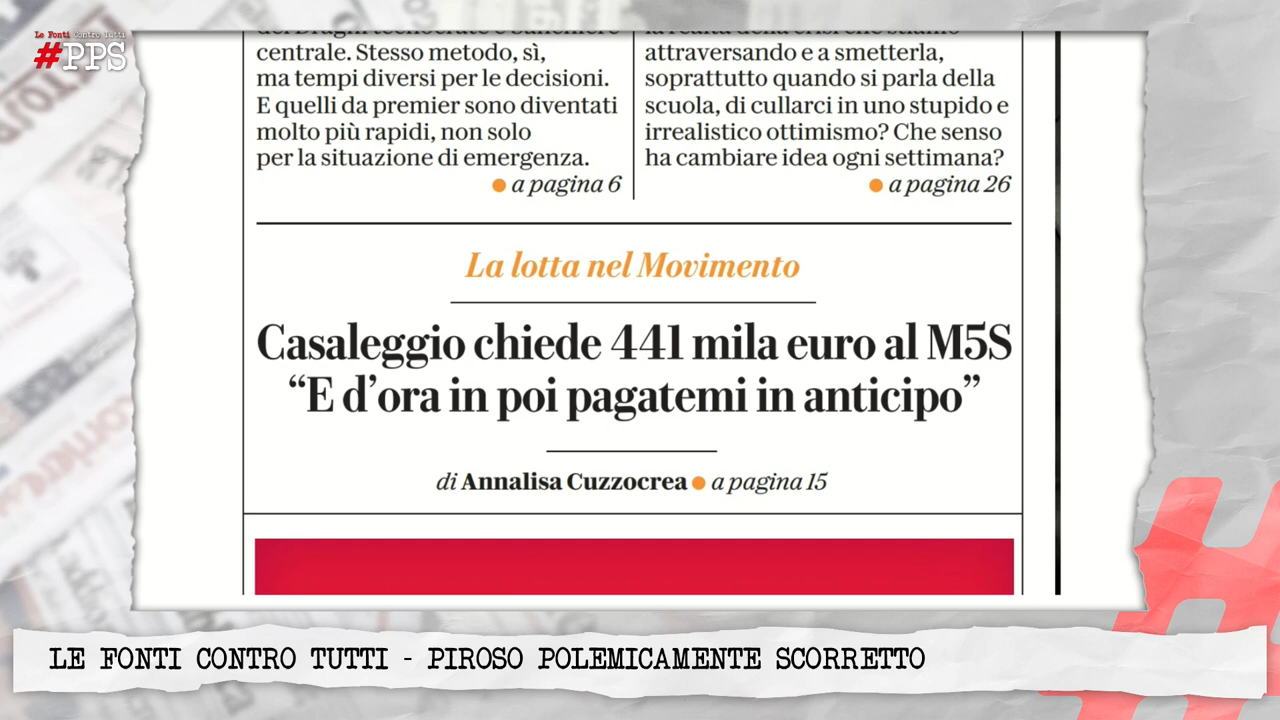 Le Fonti Contro Tutti
#PPS
centrale. Stesso metodo, sì,
ma tempi diversi per le decisioni.
E quelli da premier sono diventati
molto più rapidi, non solo
per la situazione di emergenza.
a pagina 6
attraversando e a smetterla,
soprattutto quando si parla della
scuola, di cullarci in uno stupido e
irrealistico ottimismo? Che senso
ha cambiare idea ogni settimana?
a pagina 26
La lotta nel Movimento
Casaleggio chiede 441 mila euro al M5S
“E d’ora in poi pagatemi in anticipo”
di Annalisa Cuzzocrea ● a pagina 15
LE FONTI CONTRO TUTTI - PIROSO POLEMICAMENTE SCORRETTO